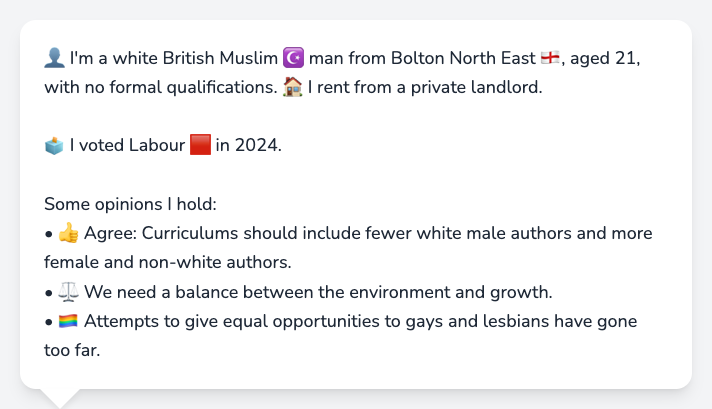 👤 I'm a white British Muslim ☪️ man from Bolton North East 🏴󠁧󠁢󠁥󠁮󠁧󠁿, aged 21,
with no formal qualifications. 🏠 I rent from a private landlord.
🗳️ I voted Labour 🟥 in 2024.
Some opinions I hold:
• 👍 Agree: Curriculums should include fewer white male authors and more
female and non-white authors.
• ⚖️ We need a balance between the environment and growth.
• 🏳️‍🌈 Attempts to give equal opportunities to gays and lesbians have gone
too far.